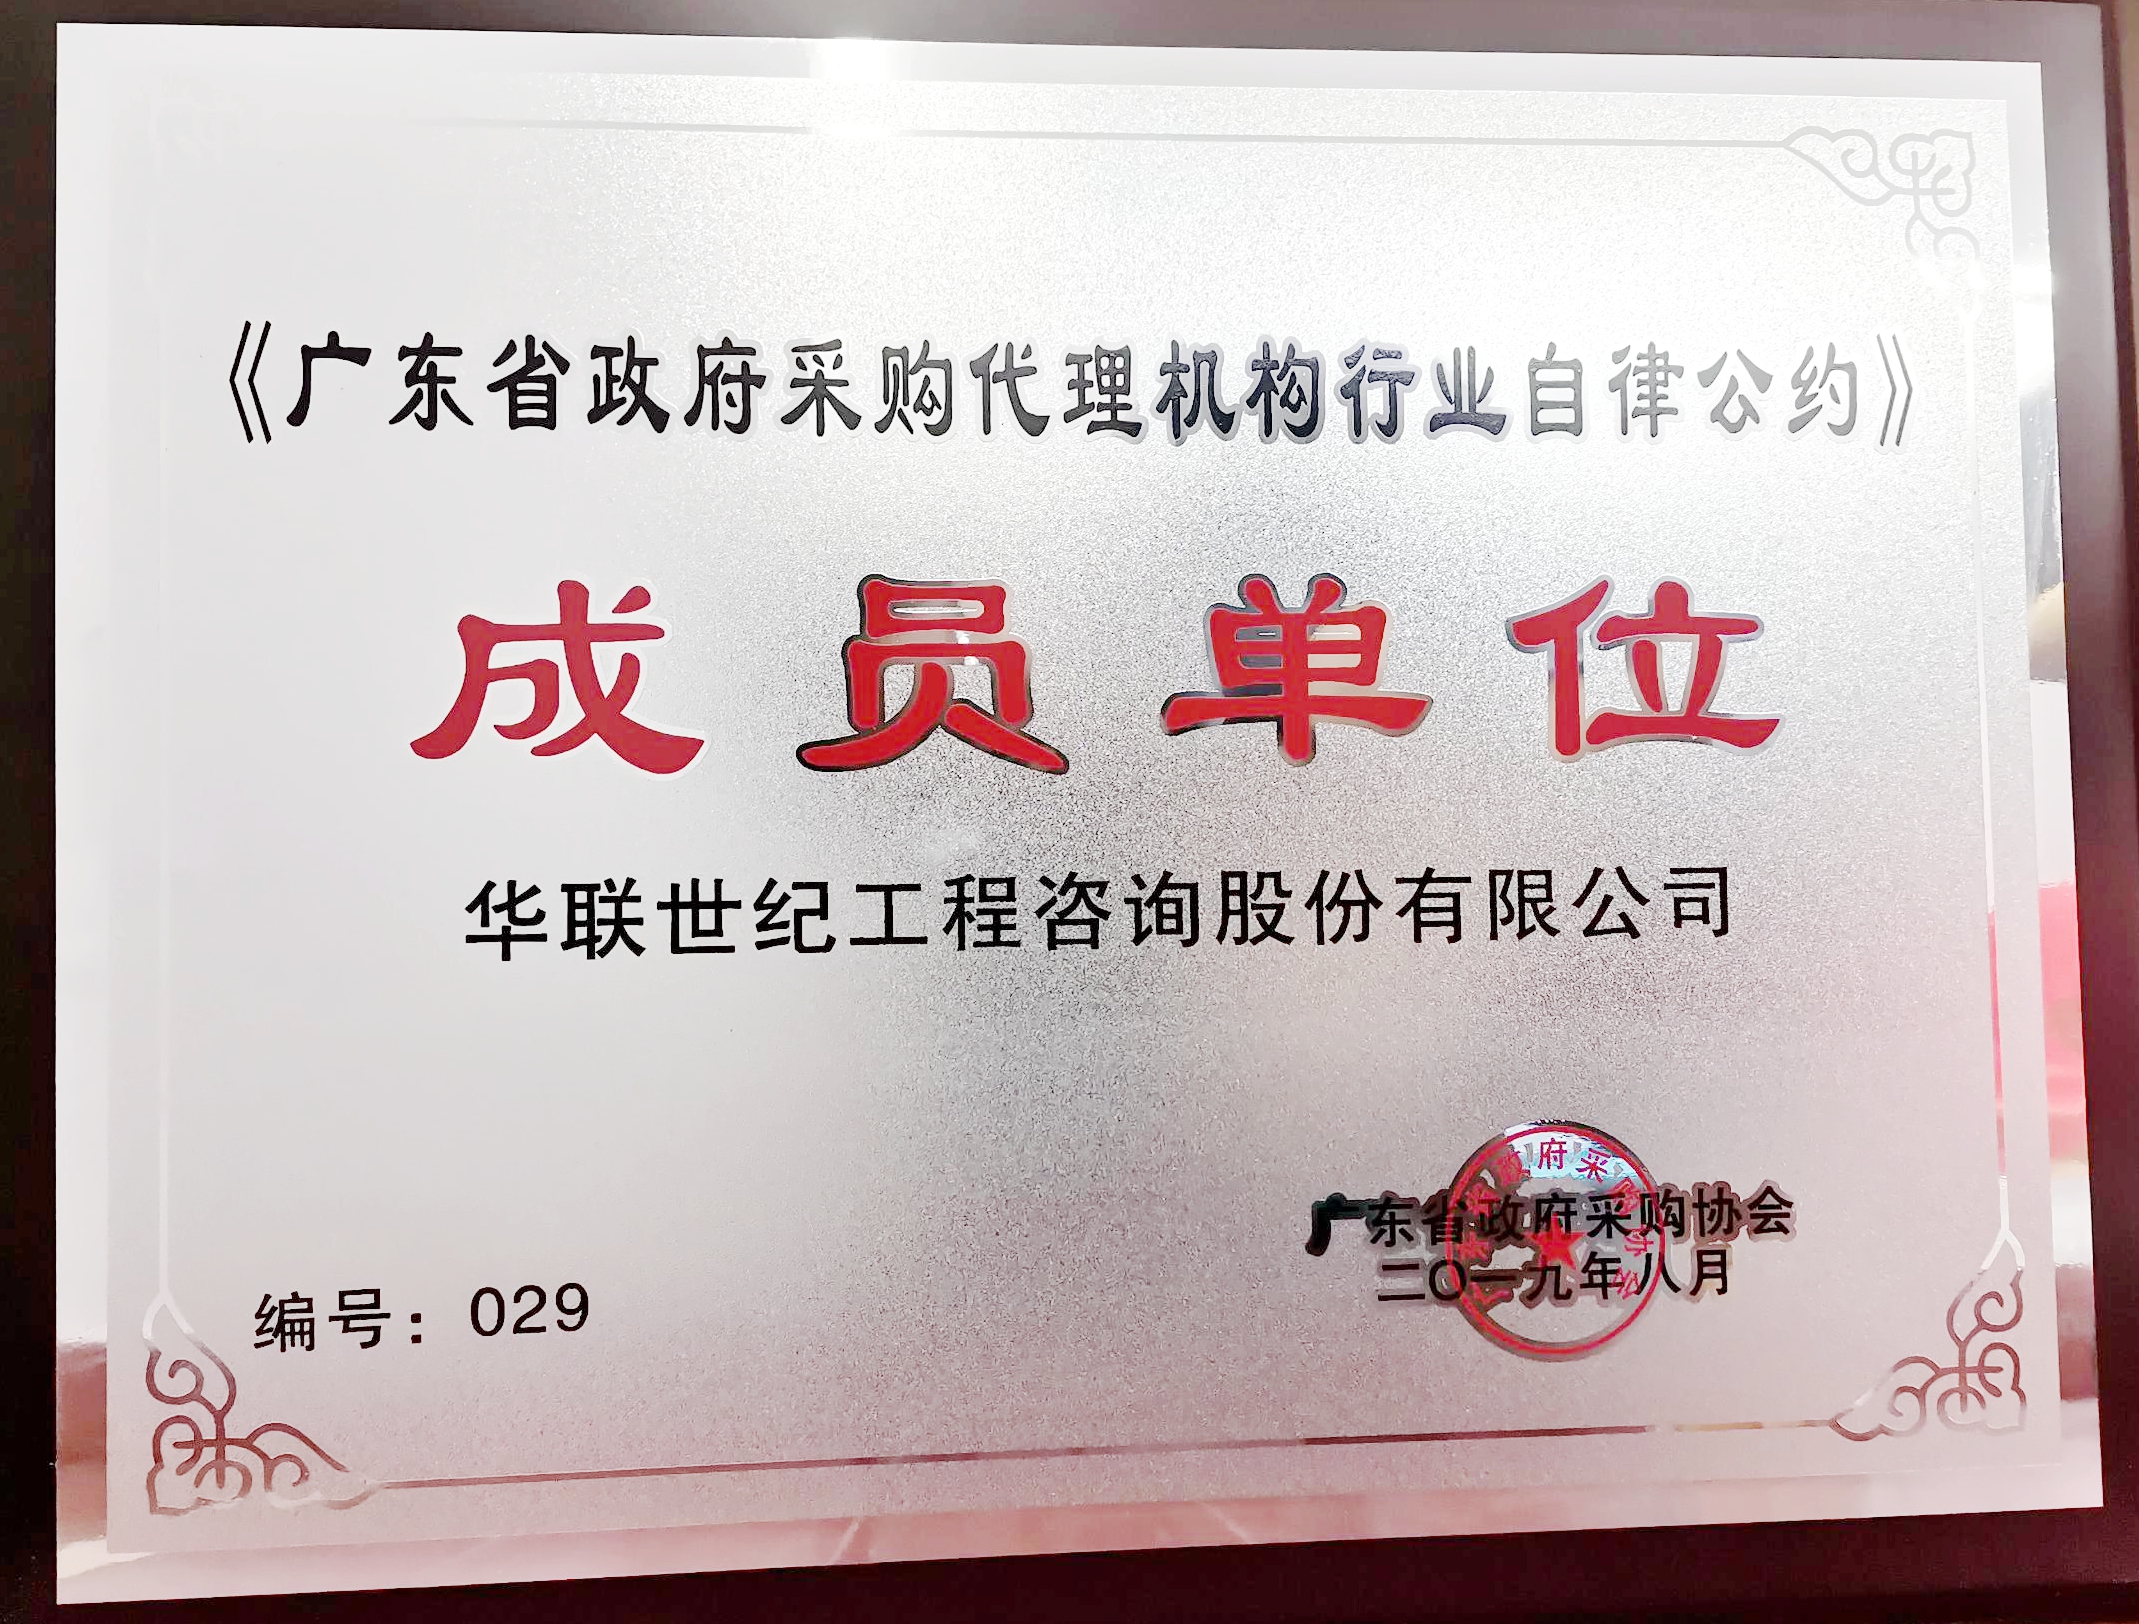 《广东省政府采购代理机构行业自律公约》
成员单位
华联世纪工程咨询股份有限公司
广东省政府采购协会
二〇一九年八月
编号：029